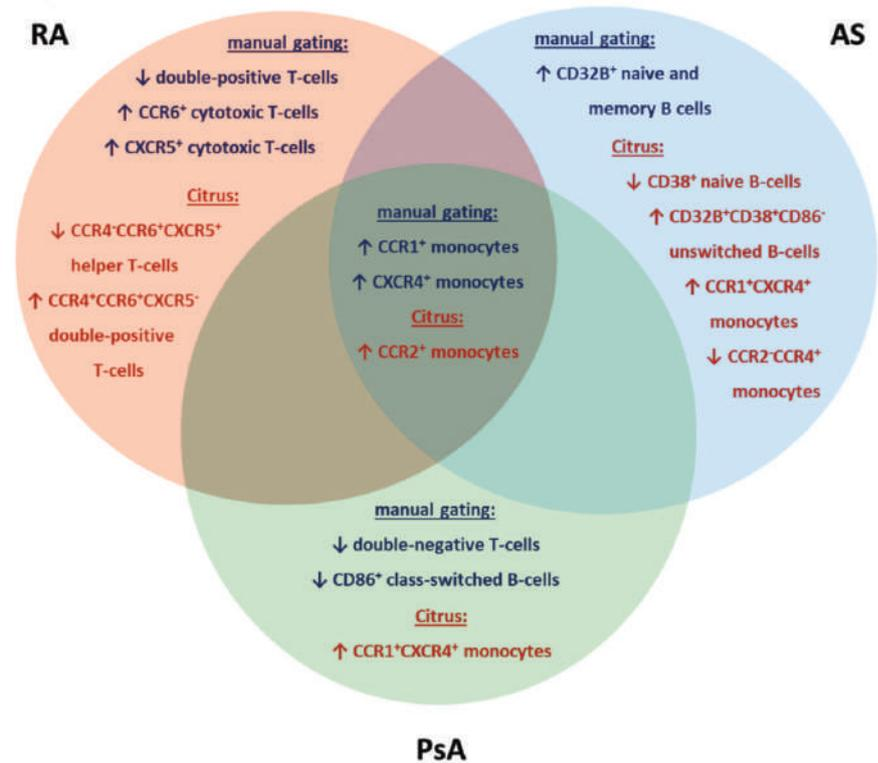 RA
manual gating:
↓ double-positive T-cells
↑ CCR6⁺ cytotoxic T-cells
↑ CXCR5⁺ cytotoxic T-cells
Citrus:
↓ CCR4⁻CCR6⁺CXCR5⁺
helper T-cells
↑ CCR4⁺CCR6⁺CXCR5⁻
double-positive
T-cells
AS
manual gating:
↑ CD32B⁺ naive and
memory B cells
Citrus:
↓ CD38⁺ naive B-cells
↑ CD32B⁺CD38⁺CD86⁻
unswitched B-cells
↑ CCR1⁺CXCR4⁺
monocytes
↓ CCR2⁻CCR4⁺
monocytes
manual gating:
↑ CCR1⁺ monocytes
↑ CXCR4⁺ monocytes
Citrus:
↑ CCR2⁺ monocytes
manual gating:
↓ double-negative T-cells
↓ CD86⁺ class-switched B-cells
Citrus:
↑ CCR1⁺CXCR4⁺ monocytes
PsA